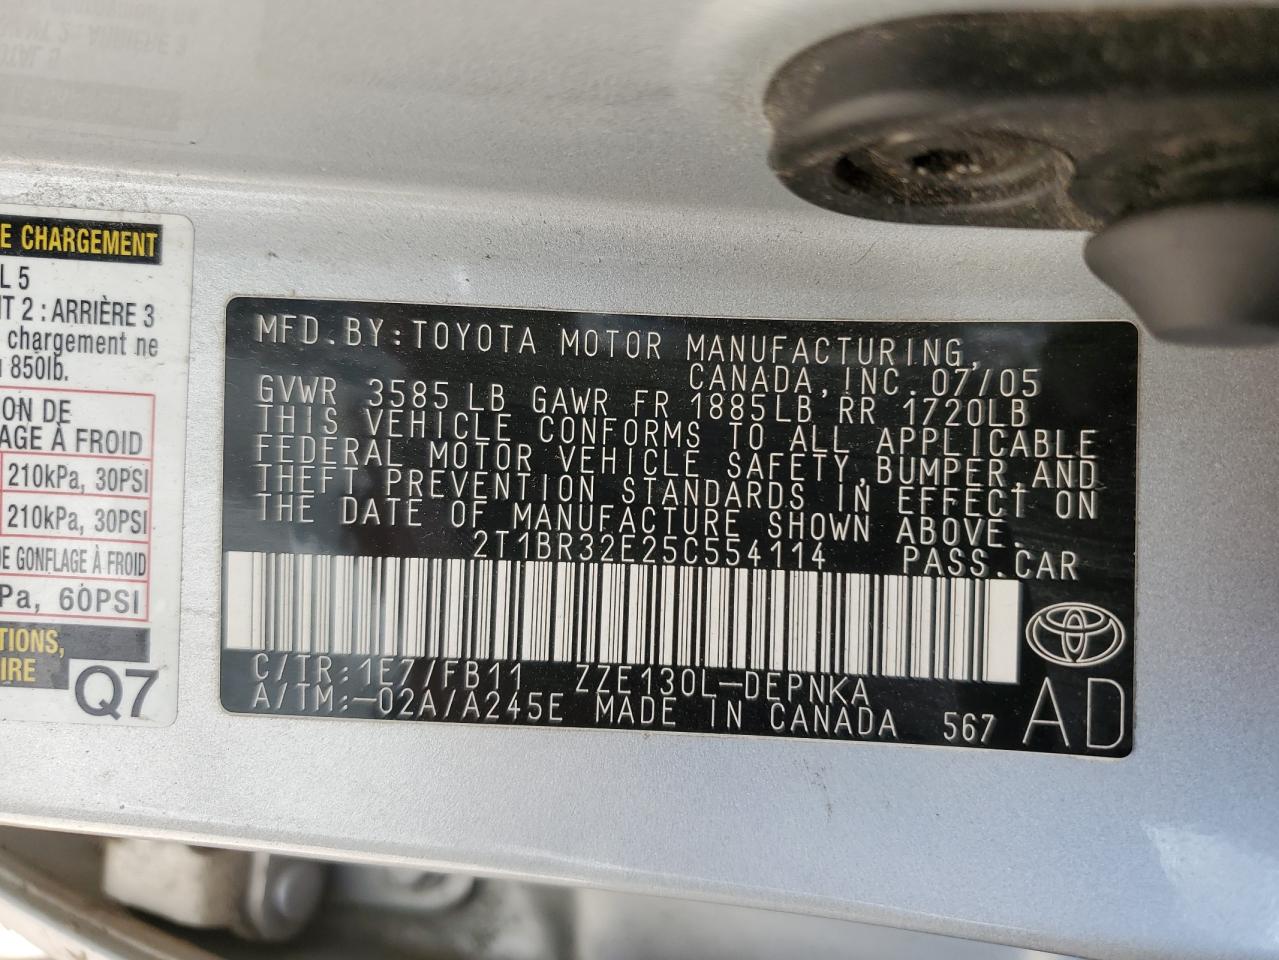 E CHARGEMENT
L 5
NT 2 : ARRIÈRE 3
chargement ne
850lb.
ION DE
AGE À FROID
210kPa, 30PSI
210kPa, 30PSI
DE GONFLAGE À FROID
Pa, 60PSI
TIONS,
IRE
Q7
MFD.BY:TOYOTA MOTOR MANUFACTURING,
CANADA,INC.07/05
GVWR 3585LB GAWR FR 1885LB RR 1720LB
THIS VEHICLE CONFORMS TO ALL APPLICABLE
FEDERAL MOTOR VEHICLE SAFETY,BUMPER,AND
THEFT PREVENTION STANDARDS IN EFFECT ON
THE DATE OF MANUFACTURE SHOWN ABOVE.
2T1BR32E25C554114 PASS.CAR
C/TR:1E7/FB11 ZZE130L-DEPNKA
A/TM:-02A/A245E MADE IN CANADA 567
AD